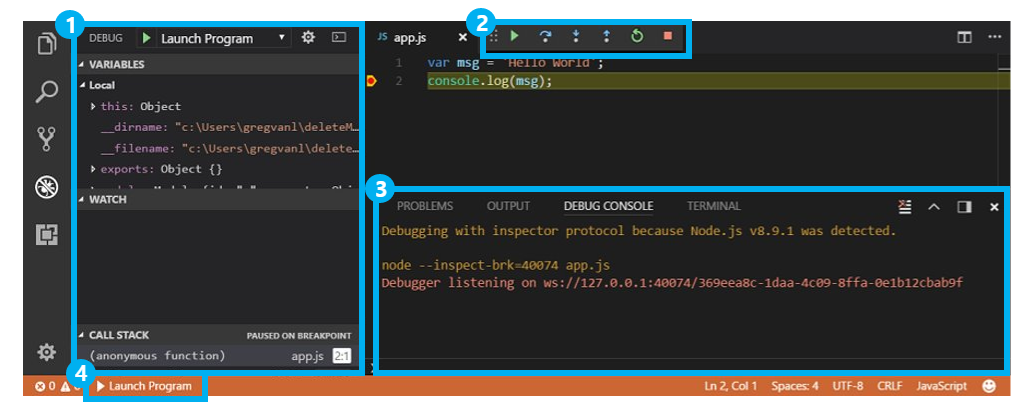 1
DEBUG Launch Program
VARIABLES
Local
this: Object
__dirname: "c:\Users\gregvanl\deleteM…
__filename: "c:\Users\gregvanl\delete…
exports: Object {}
WATCH
CALL STACK PAUSED ON BREAKPOINT
(anonymous function) app.js 2:1
2
JS app.js ×
1 var msg = 'Hello World';
2 console.log(msg);
3
PROBLEMS OUTPUT DEBUG CONSOLE TERMINAL
Debugging with inspector protocol because Node.js v8.9.1 was detected.
node --inspect-brk=40074 app.js
Debugger listening on ws://127.0.0.1:40074/369eea8c-1daa-4c09-8ffa-0e1b12cbab9f
4
0 Launch Program Ln 2, Col 1 Spaces: 4 UTF-8 CRLF JavaScript